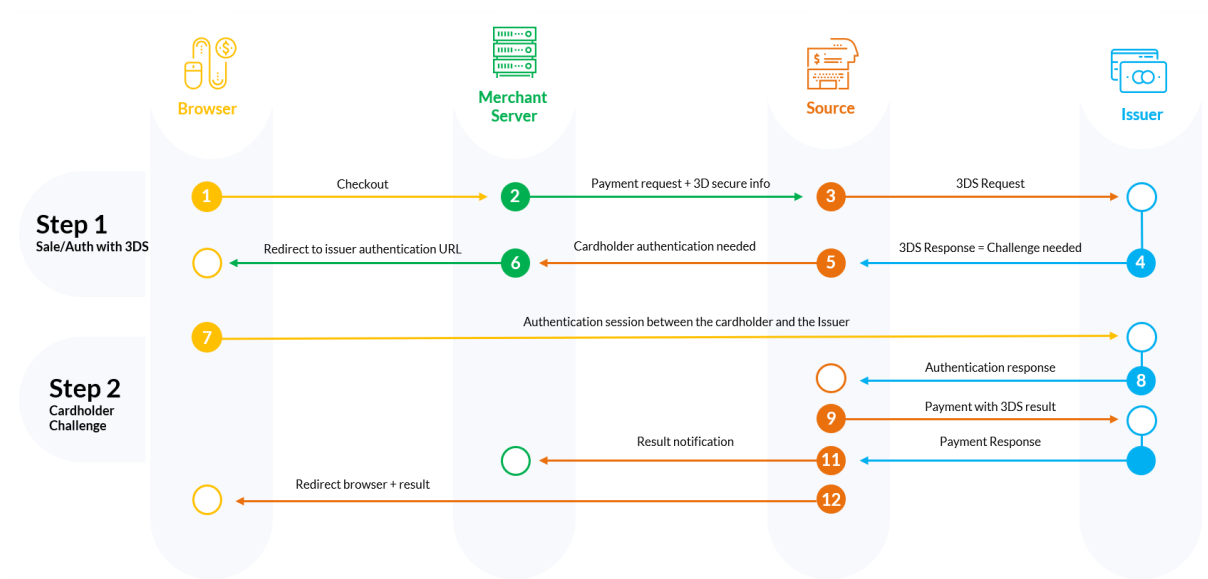 Browser
Merchant
Server
Source
Issuer
Step 1
Sale/Auth with 3DS
1
Checkout
2
Payment request + 3D secure info
3
3DS Request
Redirect to issuer authentication URL
6
Cardholder authentication needed
5
3DS Response = Challenge needed
4
Step 2
Cardholder
Challenge
7
Authentication session between the cardholder and the Issuer
Authentication response
8
9
Payment with 3DS result
Result notification
11
Payment Response
Redirect browser + result
12